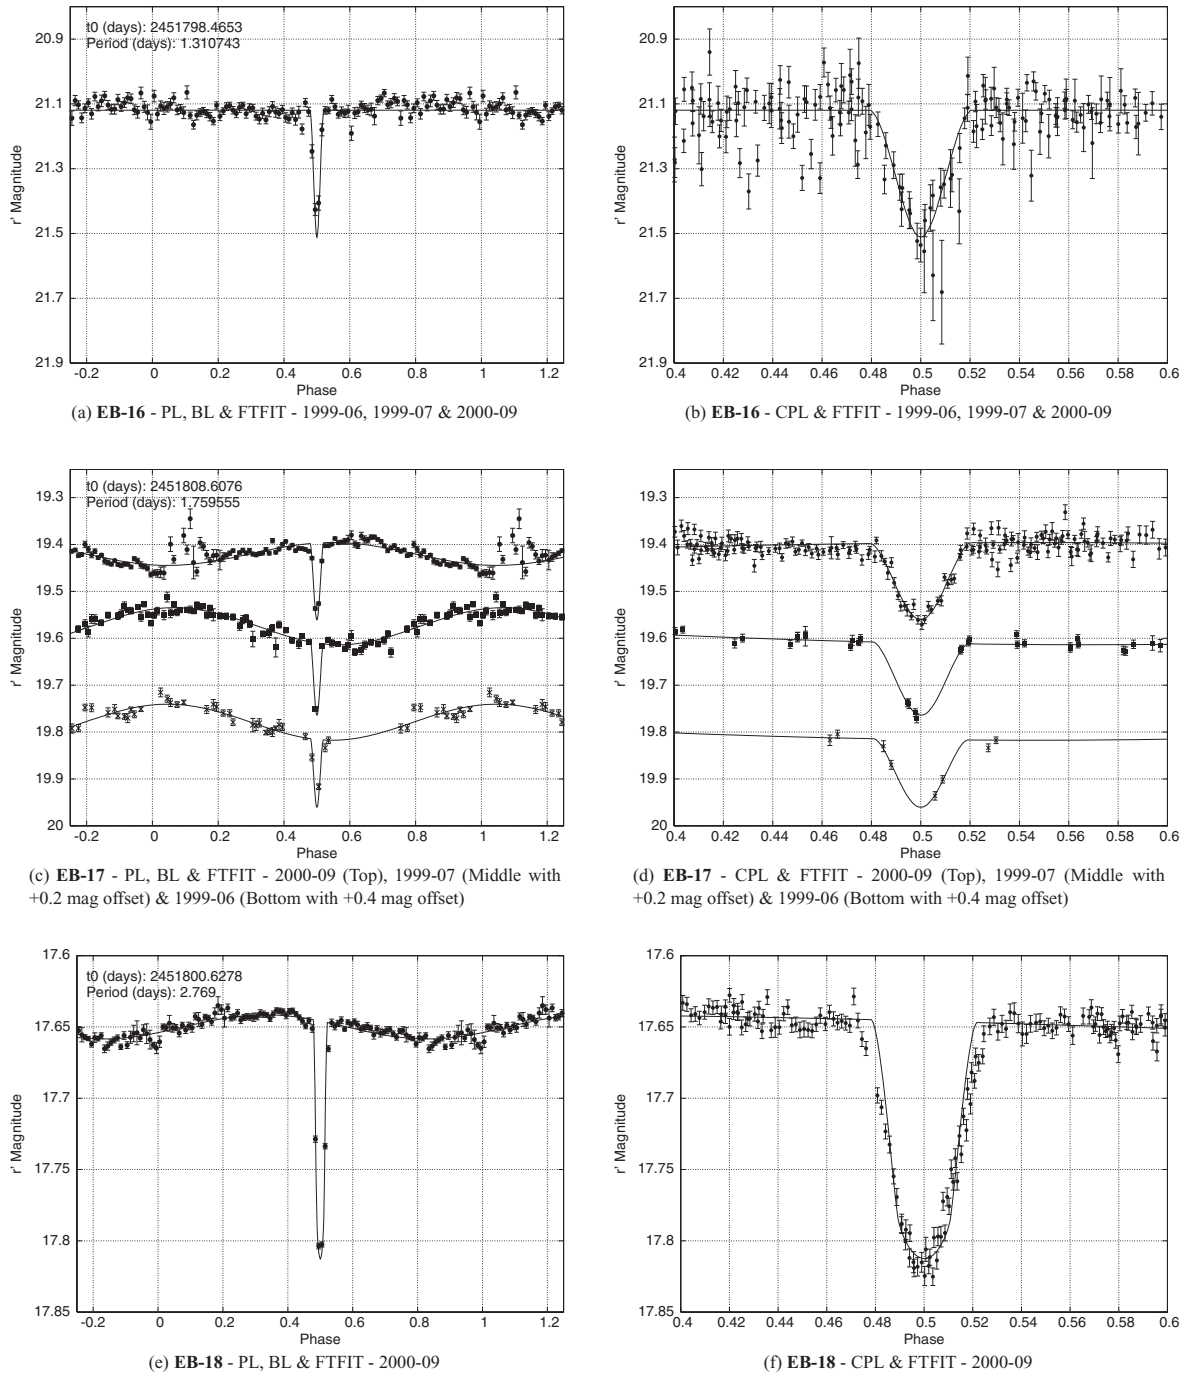 20.9
21.1
21.3
21.5
21.7
21.9
r' Magnitude
t0 (days): 2451798.4653
Period (days): 1.310743
-0.2 0 0.2 0.4 0.6 0.8 1 1.2
Phase
(a) EB-16 - PL, BL & FTFIT - 1999-06, 1999-07 & 2000-09
20.9
21.1
21.3
21.5
21.7
21.9
r' Magnitude
0.4 0.42 0.44 0.46 0.48 0.5 0.52 0.54 0.56 0.58 0.6
Phase
(b) EB-16 - CPL & FTFIT - 1999-06, 1999-07 & 2000-09
19.3
19.4
19.5
19.6
19.7
19.8
19.9
20
r' Magnitude
t0 (days): 2451808.6076
Period (days): 1.759555
-0.2 0 0.2 0.4 0.6 0.8 1 1.2
Phase
(c) EB-17 - PL, BL & FTFIT - 2000-09 (Top), 1999-07 (Middle with
+0.2 mag offset) & 1999-06 (Bottom with +0.4 mag offset)
19.3
19.4
19.5
19.6
19.7
19.8
19.9
20
r' Magnitude
0.4 0.42 0.44 0.46 0.48 0.5 0.52 0.54 0.56 0.58 0.6
Phase
(d) EB-17 - CPL & FTFIT - 2000-09 (Top), 1999-07 (Middle with
+0.2 mag offset) & 1999-06 (Bottom with +0.4 mag offset)
17.6
17.65
17.7
17.75
17.8
17.85
r' Magnitude
t0 (days): 2451800.6278
Period (days): 2.769
-0.2 0 0.2 0.4 0.6 0.8 1 1.2
Phase
(e) EB-18 - PL, BL & FTFIT - 2000-09
17.6
17.65
17.7
17.75
17.8
17.85
r' Magnitude
0.4 0.42 0.44 0.46 0.48 0.5 0.52 0.54 0.56 0.58 0.6
Phase
(f) EB-18 - CPL & FTFIT - 2000-09